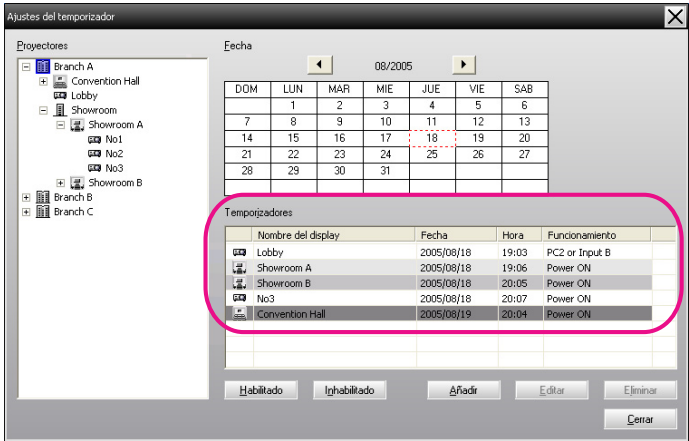 Ajustes del temporizador
Proyectores
Branch A
Convention Hall
Lobby
Showroom
Showroom A
No1
No2
No3
Showroom B
Branch B
Branch C
Fecha
08/2005
DOM LUN MAR MIE JUE VIE SAB
1 2 3 4 5 6
7 8 9 10 11 12 13
14 15 16 17 18 19 20
21 22 23 24 25 26 27
28 29 30 31
Temporizadores
Nombre del display Fecha Hora Funcionamiento
Lobby 2005/08/18 19:03 PC2 or Input B
Showroom A 2005/08/18 19:06 Power ON
Showroom B 2005/08/18 20:05 Power ON
No3 2005/08/18 20:07 Power ON
Convention Hall 2005/08/19 20:04 Power ON
Habilitado Inhabilitado Añadir Editar Eliminar
Cerrar